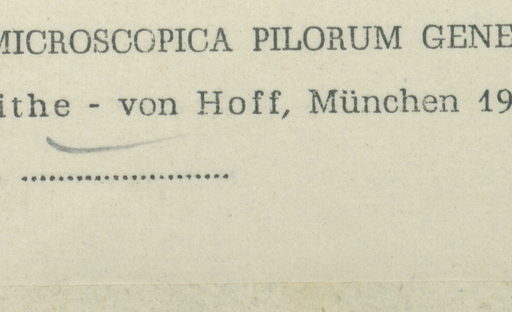 MICROSCOPICA PILORUM GENE
ithe - von Hoff, München 19
....................................